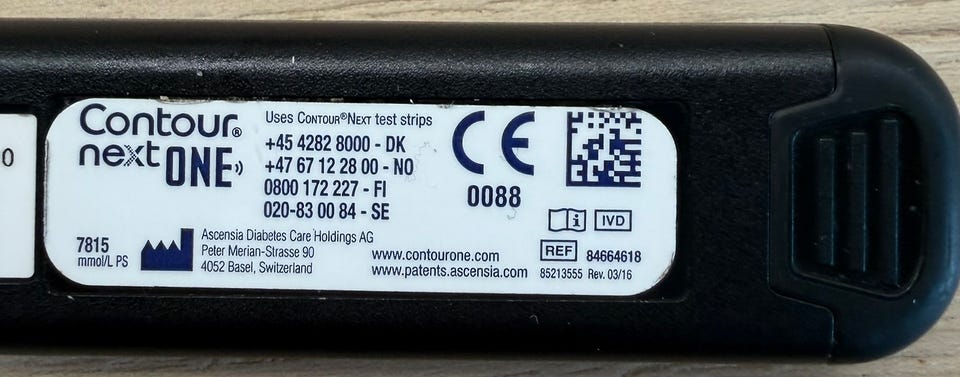 0
Contour®
next ONE
7815
mmol/L PS
Uses CONTOUR®NEXT test strips
+45 4282 8000 - DK
+47 67 12 28 00 - NO
0800 172 227 - FI
020-83 00 84 - SE
Ascensia Diabetes Care Holdings AG
Peter Merian-Strasse 90
4052 Basel, Switzerland
www.contourone.com
www.patents.ascensia.com
CE
0088
i IVD
REF 84664618
85213555 Rev. 03/16